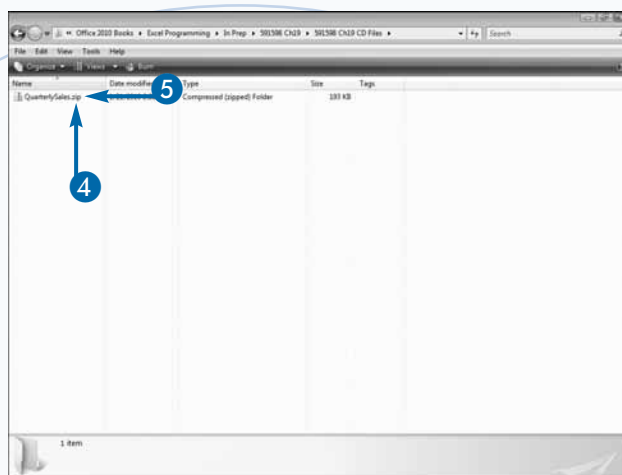 « Office 2010 Books ▸ Excel Programming ▸ In Prep ▸ 591598 Ch19 ▸ 591598 Ch19 CD Files ▸
Search
File Edit View Tools Help
Organize Views Burn
Name Date modified Type Size Tags
QuarterlySales.zip Compressed (zipped) Folder 193 KB
5
4
1 item